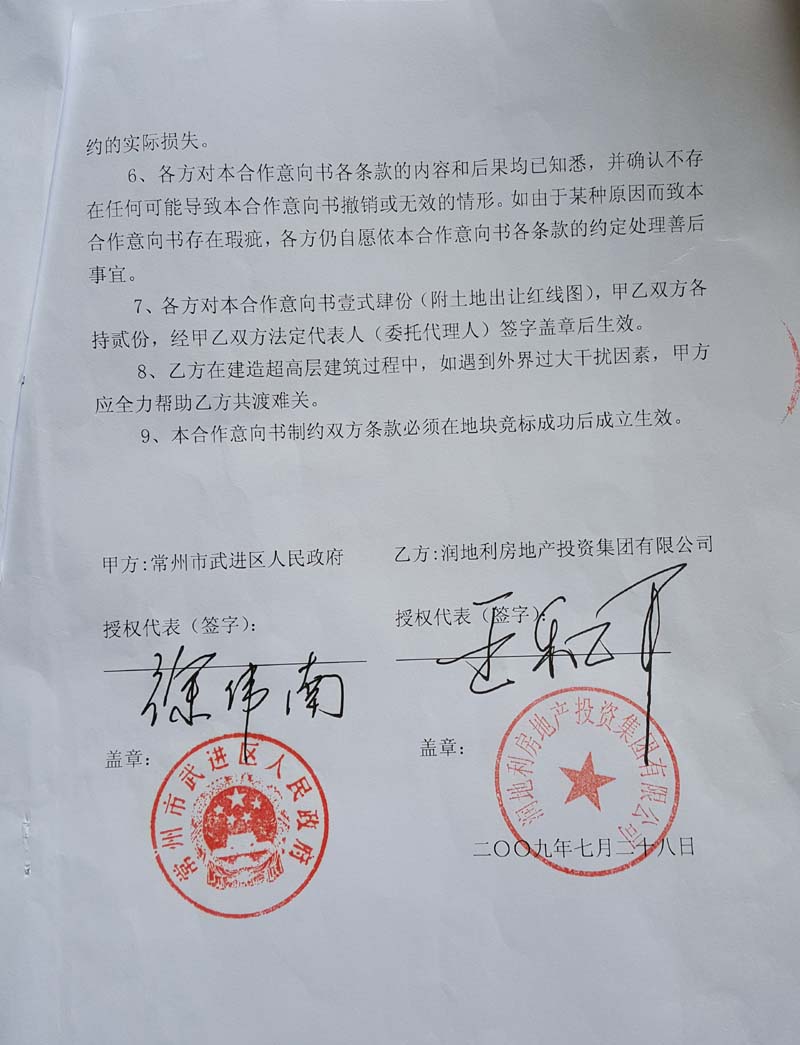 约的实际损失。
6、各方对本合作意向书各条款的内容和后果均已知悉，并确认不存
在任何可能导致本合作意向书撤销或无效的情形。如由于某种原因而致本
合作意向书存在瑕疵，各方仍自愿依本合作意向书各条款的约定处理善后
事宜。
7、各方对本合作意向书壹式肆份（附土地出让红线图），甲乙双方各
持贰份，经甲乙双方法定代表人（委托代理人）签字盖章后生效。
8、乙方在建造超高层建筑过程中，如遇到外界过大干扰因素，甲方
应全力帮助乙方共渡难关。
9、本合作意向书制约双方条款必须在地块竞标成功后成立生效。
甲方：常州市武进区人民政府
乙方：润地利房地产投资集团有限公司
授权代表（签字）：
授权代表（签字）：
徐伟南
盖章：
盖章：
常州市武进区人民政府
润地利房地产投资集团有限公司
二〇〇九年七月二十八日